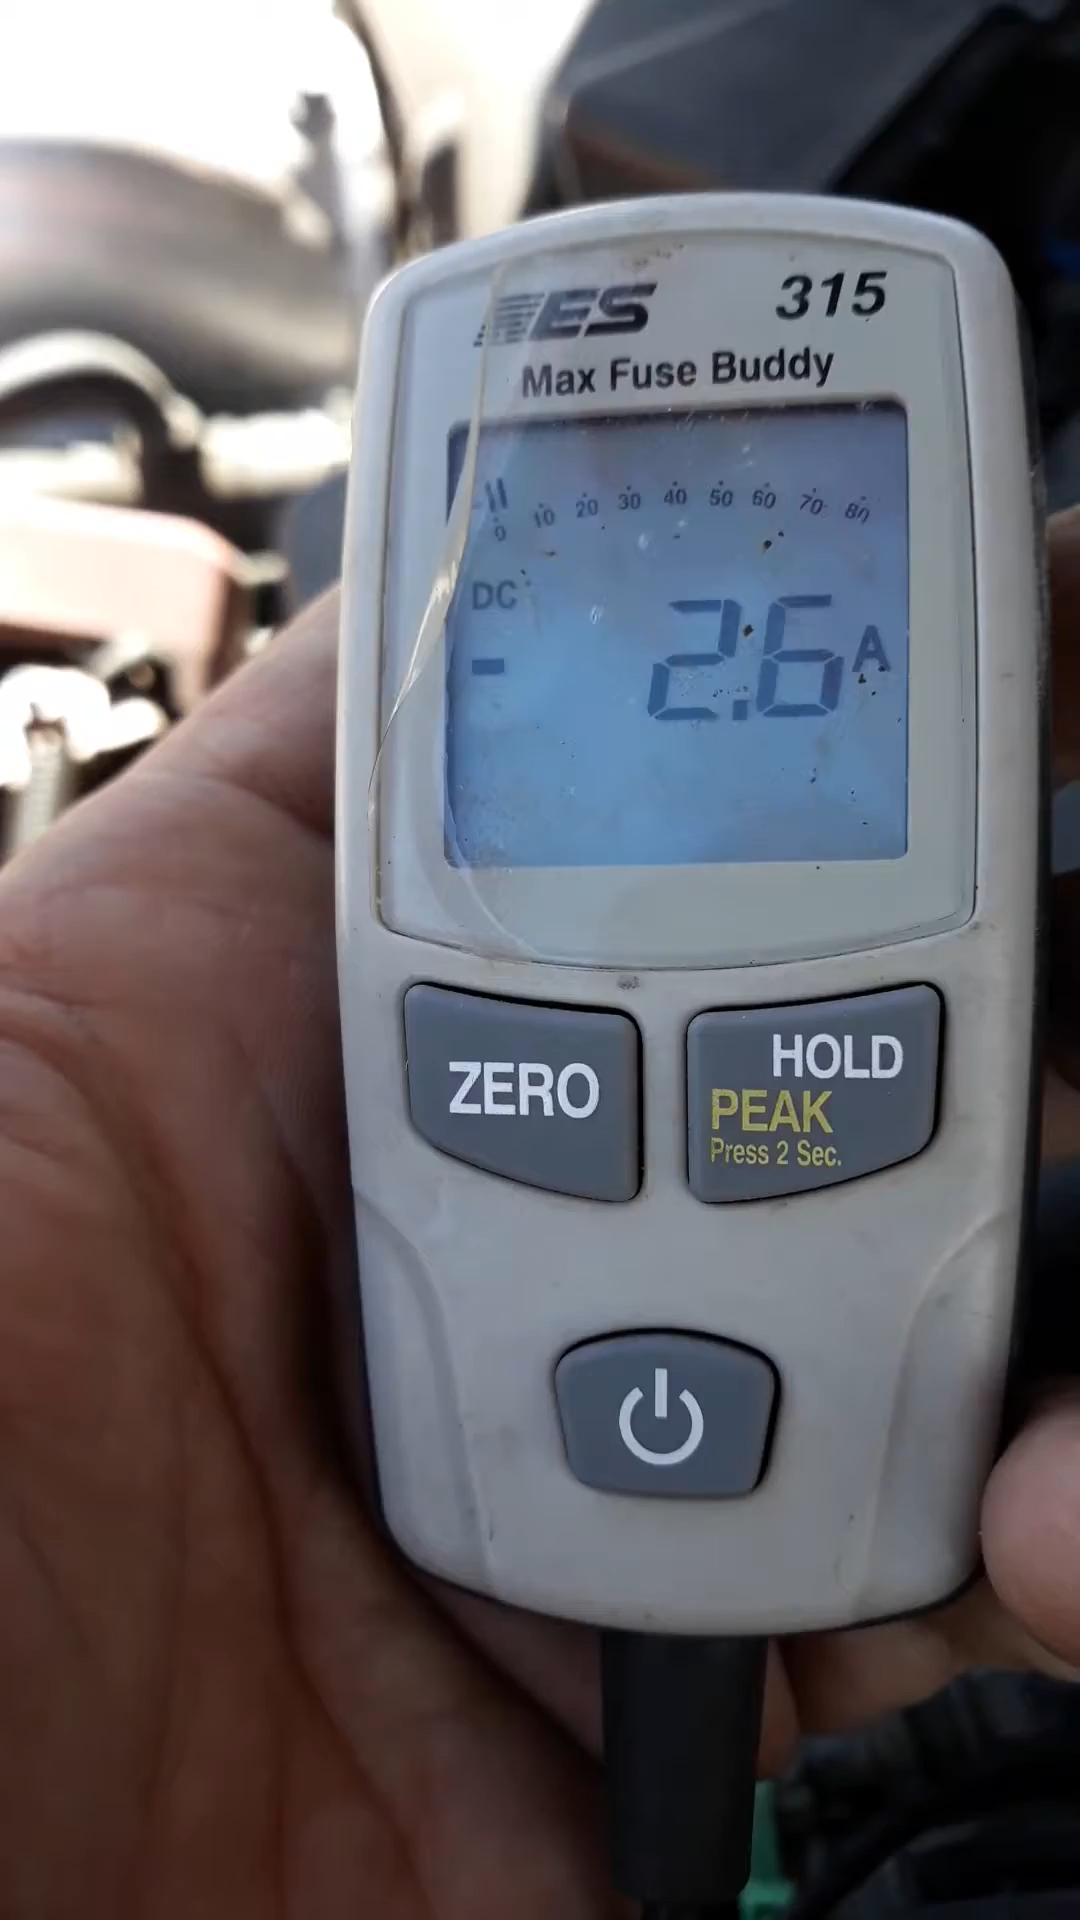 ES 315
Max Fuse Buddy
0 10 20 30 40 50 60 70 80
DC
- 2.6 A
ZERO
HOLD
PEAK
Press 2 Sec.